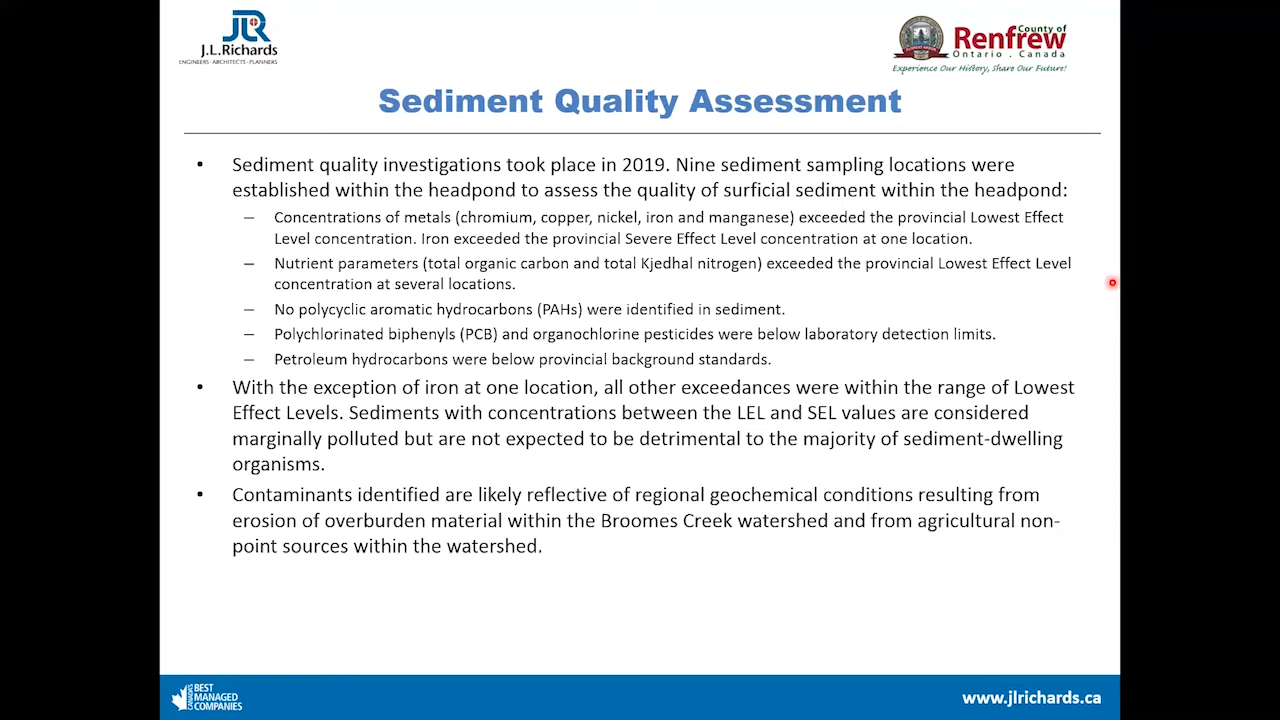 JLR
J.L.Richards
ENGINEERS·ARCHITECTS·PLANNERS
County of
Renfrew
Ontario . Canada
Experience Our History, Share Our Future!
Sediment Quality Assessment
• Sediment quality investigations took place in 2019. Nine sediment sampling locations were
established within the headpond to assess the quality of surficial sediment within the headpond:
– Concentrations of metals (chromium, copper, nickel, iron and manganese) exceeded the provincial Lowest Effect
Level concentration. Iron exceeded the provincial Severe Effect Level concentration at one location.
– Nutrient parameters (total organic carbon and total Kjedhal nitrogen) exceeded the provincial Lowest Effect Level
concentration at several locations.
– No polycyclic aromatic hydrocarbons (PAHs) were identified in sediment.
– Polychlorinated biphenyls (PCB) and organochlorine pesticides were below laboratory detection limits.
– Petroleum hydrocarbons were below provincial background standards.
• With the exception of iron at one location, all other exceedances were within the range of Lowest
Effect Levels. Sediments with concentrations between the LEL and SEL values are considered
marginally polluted but are not expected to be detrimental to the majority of sediment-dwelling
organisms.
• Contaminants identified are likely reflective of regional geochemical conditions resulting from
erosion of overburden material within the Broomes Creek watershed and from agricultural non-
point sources within the watershed.
CANADA'S
BEST
MANAGED
COMPANIES
www.jlrichards.ca